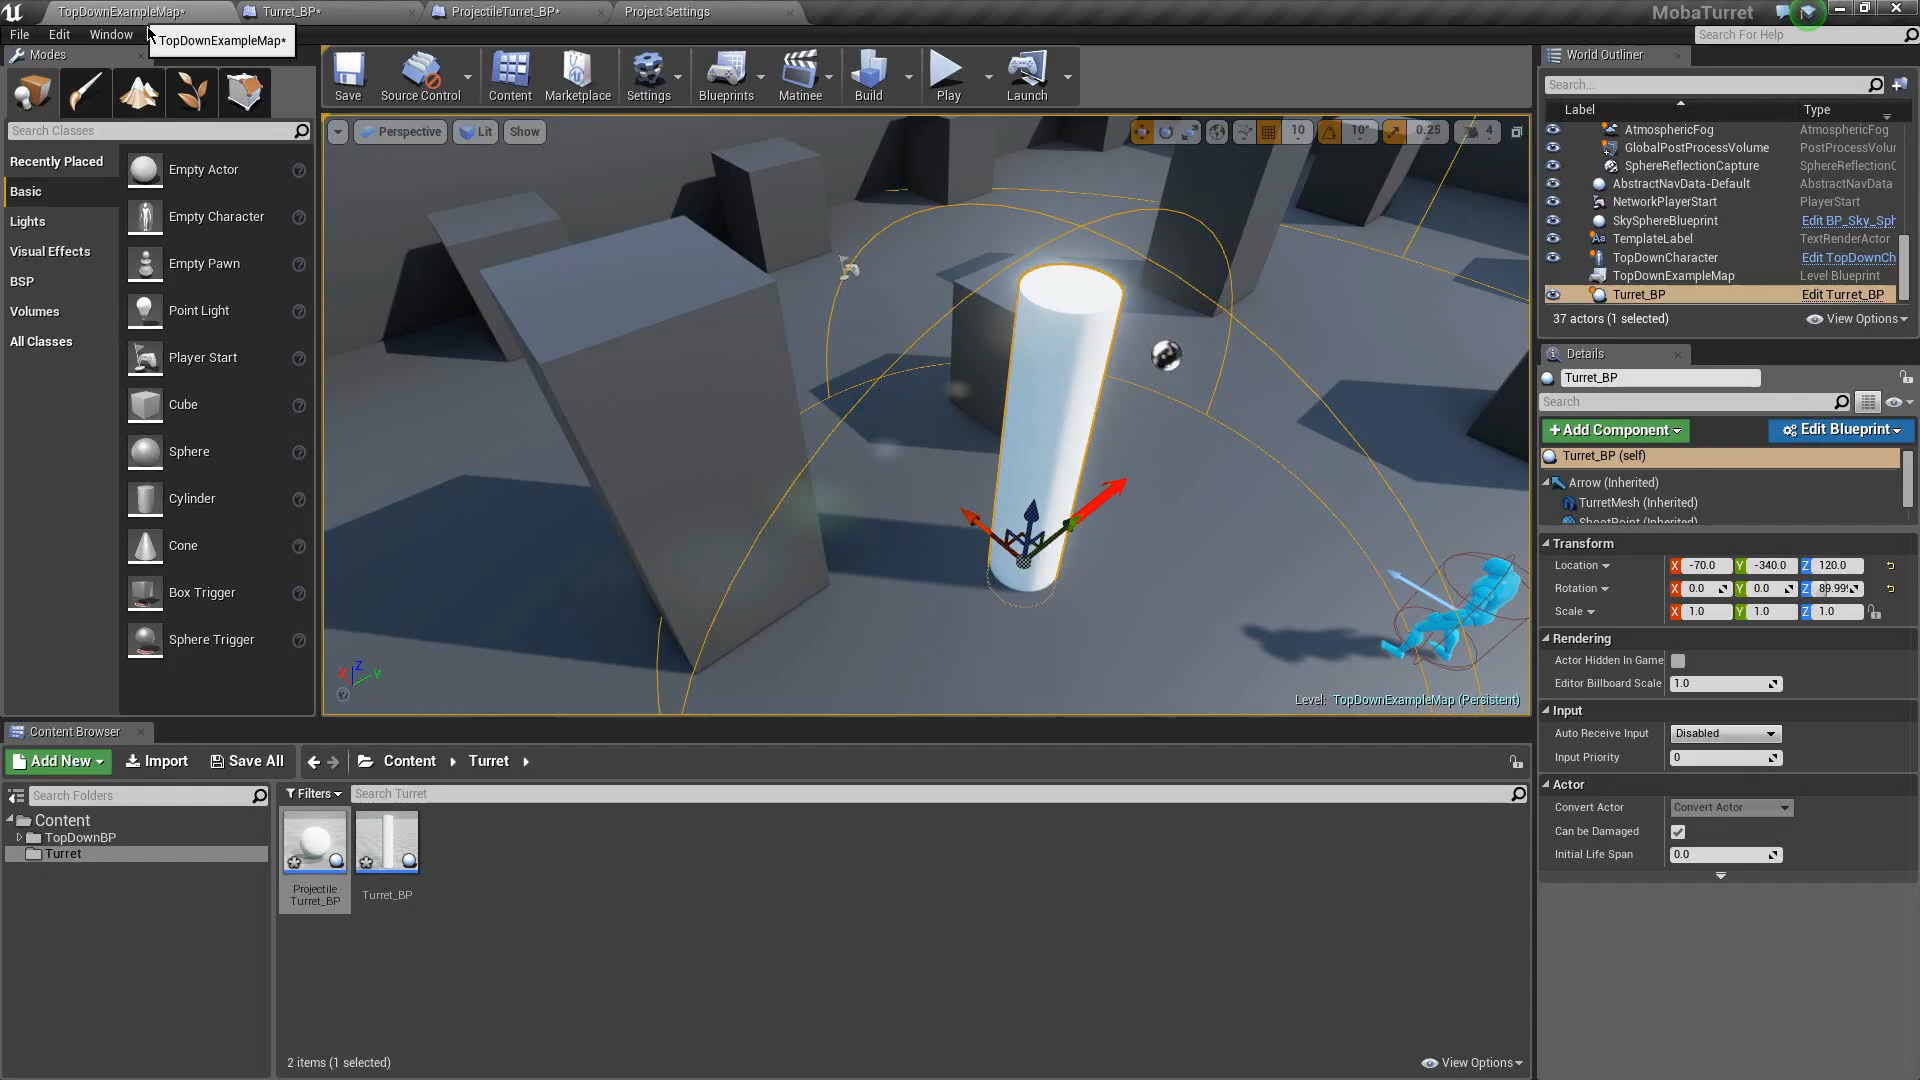 TopDownExampleMap*
Turret_BP*
ProjectileTurret_BP*
Project Settings
MobaTurret
File
Edit
Window
TopDownExampleMap*
Search For Help
Modes
Save
Source Control
Content
Marketplace
Settings
Blueprints
Matinee
Build
Play
Launch
Search Classes
Recently Placed
Basic
Lights
Visual Effects
BSP
Volumes
All Classes
Empty Actor
Empty Character
Empty Pawn
Point Light
Player Start
Cube
Sphere
Cylinder
Cone
Box Trigger
Sphere Trigger
Perspective
Lit
Show
10
10°
0.25
4
X
Z
Y
Level: TopDownExampleMap (Persistent)
World Outliner
Search...
Label
Type
AtmosphericFog AtmosphericFog
GlobalPostProcessVolume PostProcessVolur
SphereReflectionCapture SphereReflectionC
AbstractNavData-Default AbstractNavData
NetworkPlayerStart PlayerStart
SkySphereBlueprint Edit BP_Sky_Sph
TemplateLabel TextRenderActor
TopDownCharacter Edit TopDownCh
TopDownExampleMap Level Blueprint
Turret_BP Edit Turret_BP
37 actors (1 selected)
View Options
Details
Turret_BP
Search
+Add Component
Edit Blueprint
Turret_BP (self)
Arrow (Inherited)
TurretMesh (Inherited)
ShootPoint (Inherited)
Transform
Location X -70.0 Y -340.0 Z 120.0
Rotation X 0.0 Y 0.0 Z 89.99
Scale X 1.0 Y 1.0 Z 1.0
Rendering
Actor Hidden In Game
Editor Billboard Scale 1.0
Input
Auto Receive Input Disabled
Input Priority 0
Actor
Convert Actor Convert Actor
Can be Damaged
Initial Life Span 0.0
Content Browser
Add New
Import
Save All
Content
Turret
Search Folders
Filters
Search Turret
Content
TopDownBP
Turret
Projectile
Turret_BP
Turret_BP
2 items (1 selected)
View Options